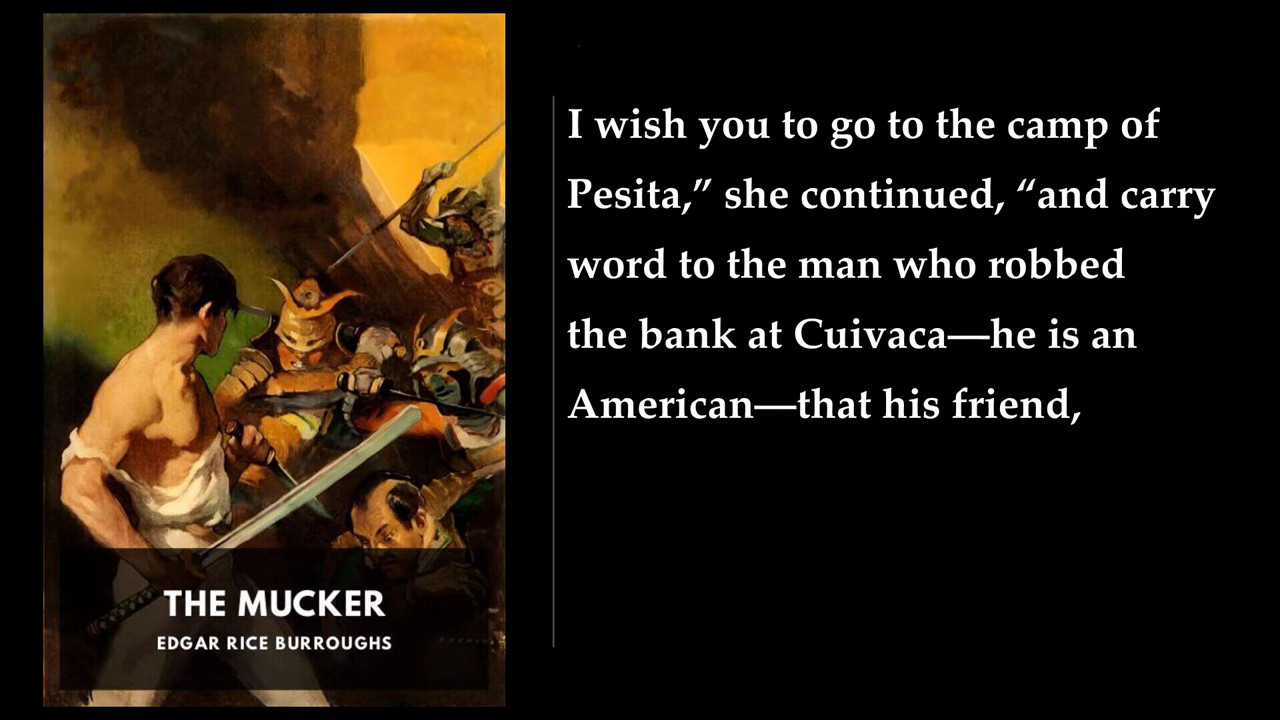 I wish you to go to the camp of
Pesita,” she continued, “and carry
word to the man who robbed
the bank at Cuivaca—he is an
American—that his friend,
THE MUCKER
EDGAR RICE BURROUGHS